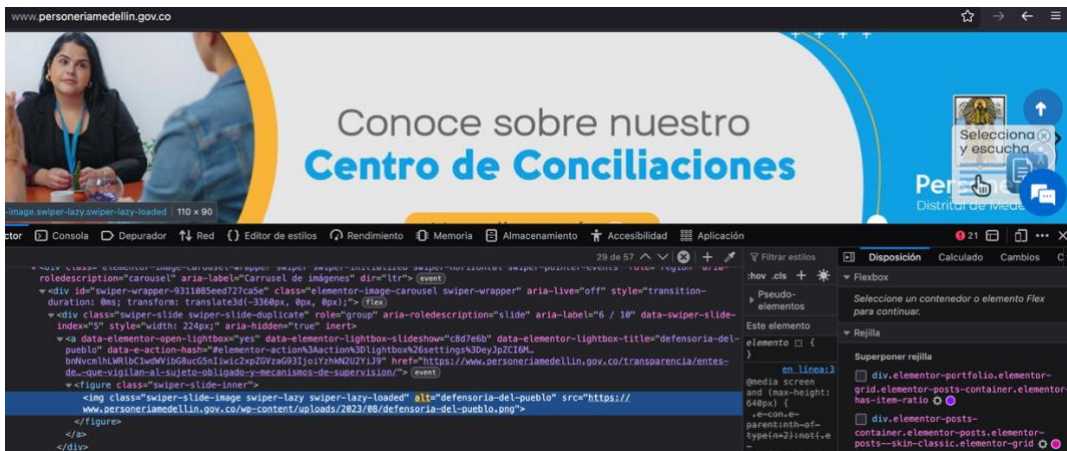 www.personeriamedellin.gov.co
Conoce sobre nuestro
Centro de Conciliaciones
Selecciona
y escucha
Distrital de Mede
-image.swiper-lazy.swiper-lazy-loaded | 110 × 90
ctor Consola Depurador Red {} Editor de estilos Rendimiento Memoria Almacenamiento Accesibilidad Aplicación 21
29 de 57
roledescription="carousel" aria-label="Carrusel de imágenes" dir="ltr"> event
<div id="swiper-wrapper-9311085eed727ca5e" class="elementor-image-carousel swiper-wrapper" aria-live="off" style="transition-
duration: 0ms; transform: translate3d(-3360px, 0px, 0px);"> flex
<div class="swiper-slide swiper-slide-duplicate" role="group" aria-roledescription="slide" aria-label="6 / 10" data-swiper-slide-
index="5" style="width: 224px;" aria-hidden="true" inert>
<a data-elementor-open-lightbox="yes" data-elementor-lightbox-slideshow="c8d7e6b" data-elementor-lightbox-title="defensoria-del-
pueblo" data-e-action-hash="#elementor-action%3Aaction%3Dlightbox%26settings%3DeyJpZCI6M…
de…-que-vigilan-al-sujeto-obligado-y-mecanismos-de-supervision/"> event
<figure class="swiper-slide-inner">
<img class="swiper-slide-image swiper-lazy swiper-lazy-loaded" alt="defensoria-del-pueblo" src="https://
www.personeriamedellin.gov.co/wp-content/uploads/2023/08/defensoria-del-pueblo.png">
</figure>
</a>
</div>
Filtrar estilos
:hov .cls +
Pseudo-
elementos
Este elemento
elemento {
}
en línea:3
@media screen
and (max-height:
640px) {
.e-con.e-
parent:nth-of-
type(n+2):not(.e
Disposición Calculado Cambios
Flexbox
Seleccione un contenedor o elemento Flex
para continuar.
Rejilla
Superponer rejilla
div.elementor-portfolio.elementor-
grid.elementor-posts-container.elementor-
has-item-ratio
div.elementor-posts-
container.elementor-posts.elementor-
posts--skin-classic.elementor-grid